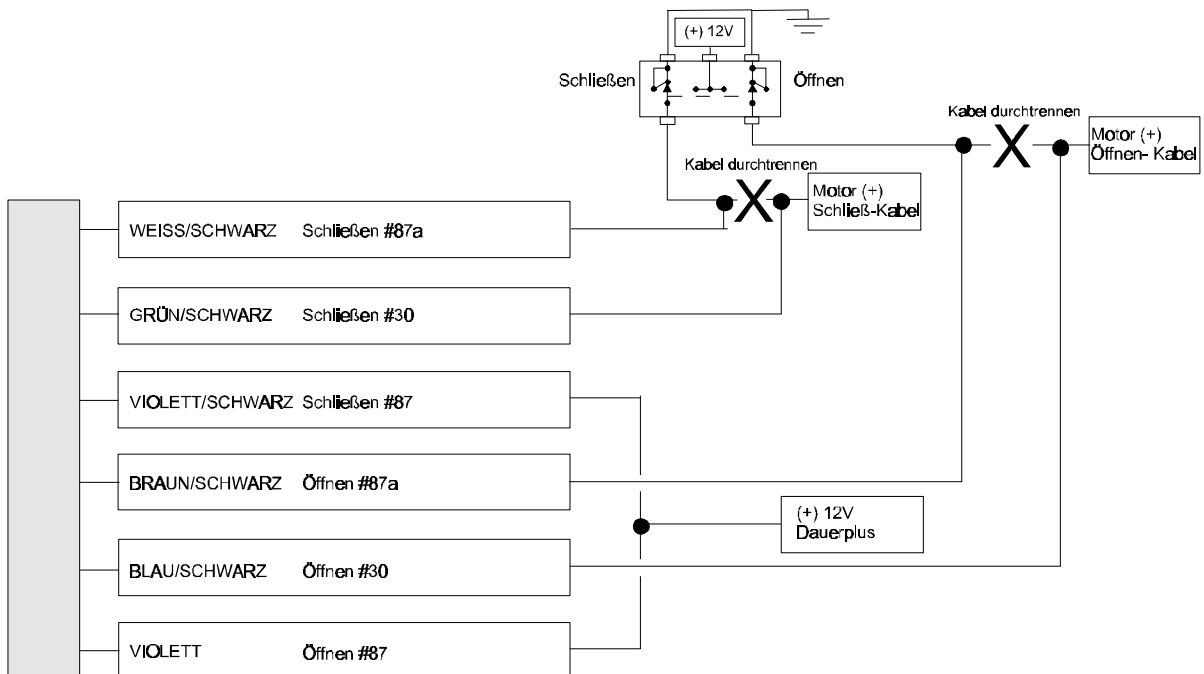 (+) 12V
Schließen
Öffnen
Kabel durchtrennen
Motor (+)
Öffnen- Kabel
Kabel durchtrennen
Motor (+)
Schließ-Kabel
WEISS/SCHWARZ Schließen #87a
GRÜN/SCHWARZ Schließen #30
VIOLETT/SCHWARZ Schließen #87
BRAUN/SCHWARZ Öffnen #87a
(+) 12V
Dauerplus
BLAU/SCHWARZ Öffnen #30
VIOLETT Öffnen #87